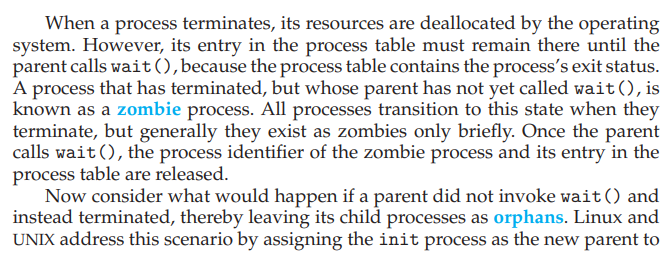 When a process terminates, its resources are deallocated by the operating
system. However, its entry in the process table must remain there until the
parent calls wait(), because the process table contains the process's exit status.
A process that has terminated, but whose parent has not yet called wait(), is
known as a zombie process. All processes transition to this state when they
terminate, but generally they exist as zombies only briefly. Once the parent
calls wait(), the process identifier of the zombie process and its entry in the
process table are released.
Now consider what would happen if a parent did not invoke wait() and
instead terminated, thereby leaving its child processes as orphans. Linux and
UNIX address this scenario by assigning the init process as the new parent to